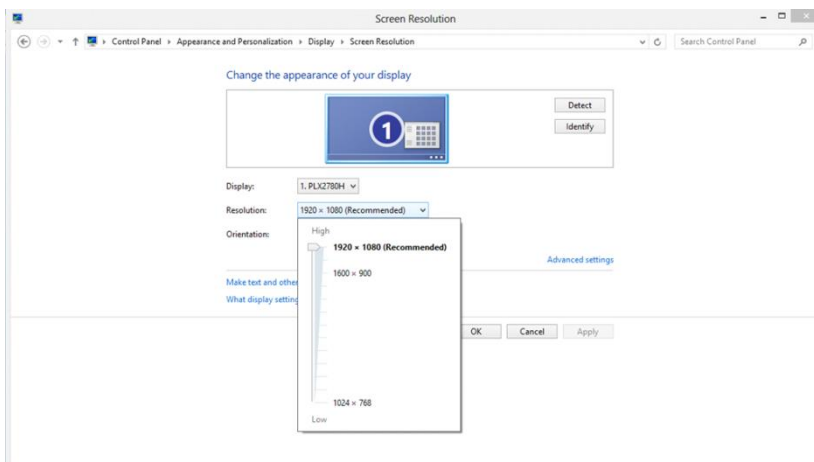 Screen Resolution
Control Panel Appearance and Personalization Display Screen Resolution
Search Control Panel
Change the appearance of your display
1
Detect
Identify
Display: 1. PLX2780H
Resolution: 1920 × 1080 (Recommended)
Orientation:
High
1920 × 1080 (Recommended)
1600 × 900
1024 × 768
Low
Advanced settings
Make text and other
What display setting
OK Cancel Apply